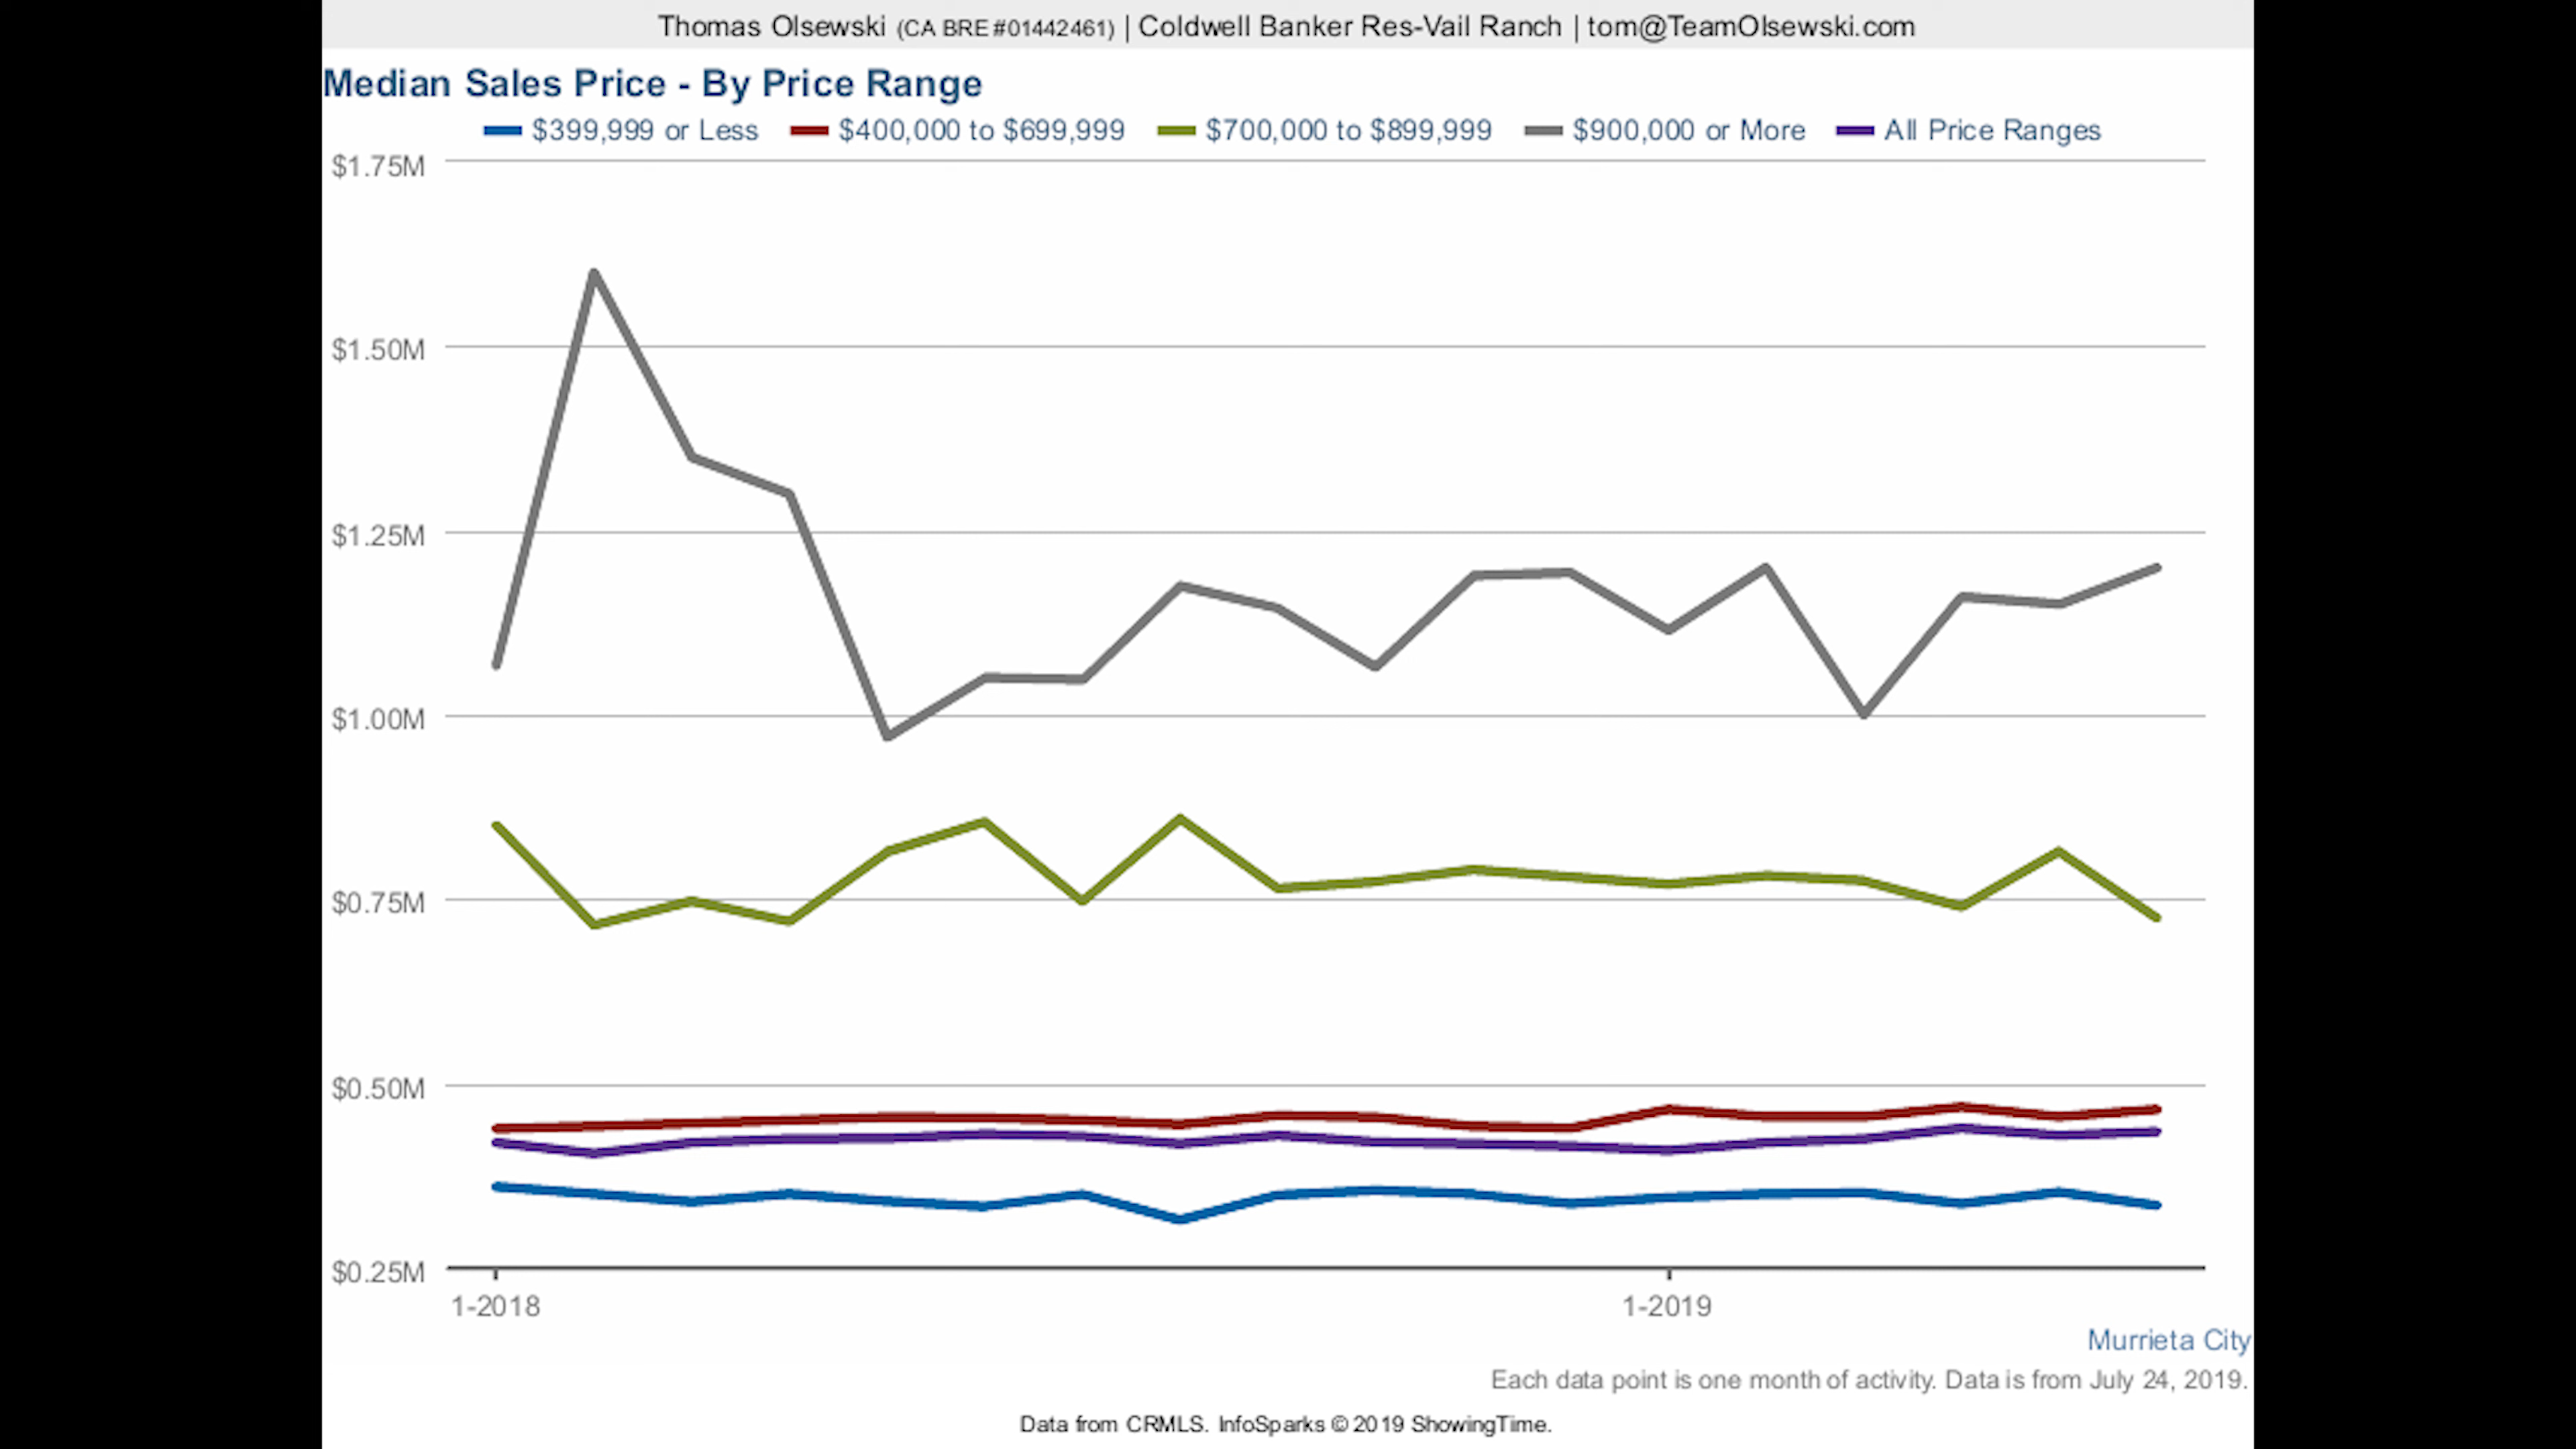 Thomas Olsewski (CA BRE #01442461) | Coldwell Banker Res-Vail Ranch | tom@TeamOlsewski.com
Median Sales Price - By Price Range
$399,999 or Less $400,000 to $699,999 $700,000 to $899,999 $900,000 or More All Price Ranges
$1.75M
$1.50M
$1.25M
$1.00M
$0.75M
$0.50M
$0.25M
1-2018 1-2019
Murrieta City
Each data point is one month of activity. Data is from July 24, 2019.
Data from CRMLS. InfoSparks © 2019 ShowingTime.